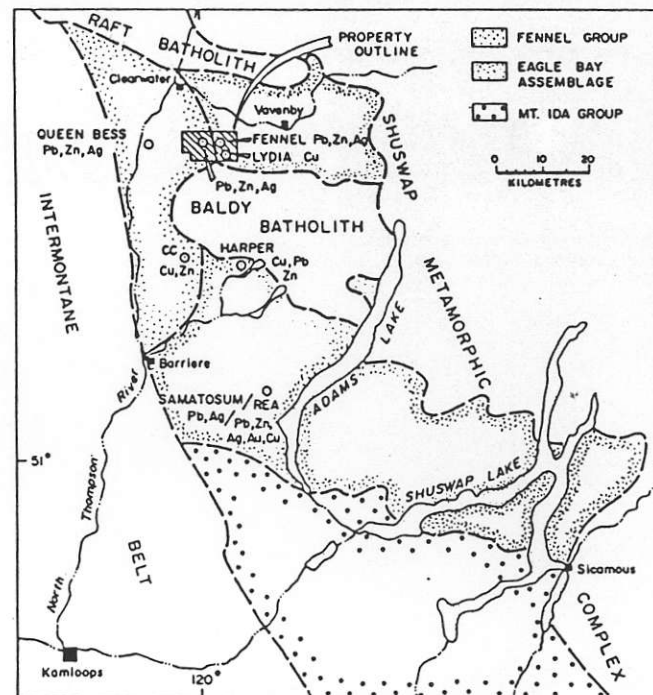 RAFT
BATHOLITH
PROPERTY
OUTLINE
FENNEL GROUP
EAGLE BAY
ASSEMBLAGE
MT. IDA GROUP
0 10 20
KILOMETRES
Clearwater
Vavenby
QUEEN BESS
Pb, Zn, Ag
FENNEL Pb, Zn, Ag
LYDIA Cu
Pb, Zn, Ag
SHUSWAP
METAMORPHIC
COMPLEX
BALDY
BATHOLITH
INTERMONTANE
BELT
CC
Cu, Zn
HARPER
Cu, Pb
Zn
Barriere
SAMATOSUM/
REA
Pb, Ag/Pb, Zn,
Ag, Au, Cu
ADAMS LAKE
51°
SHUSWAP LAKE
North Thompson River
Sicamous
Kamloops
120°